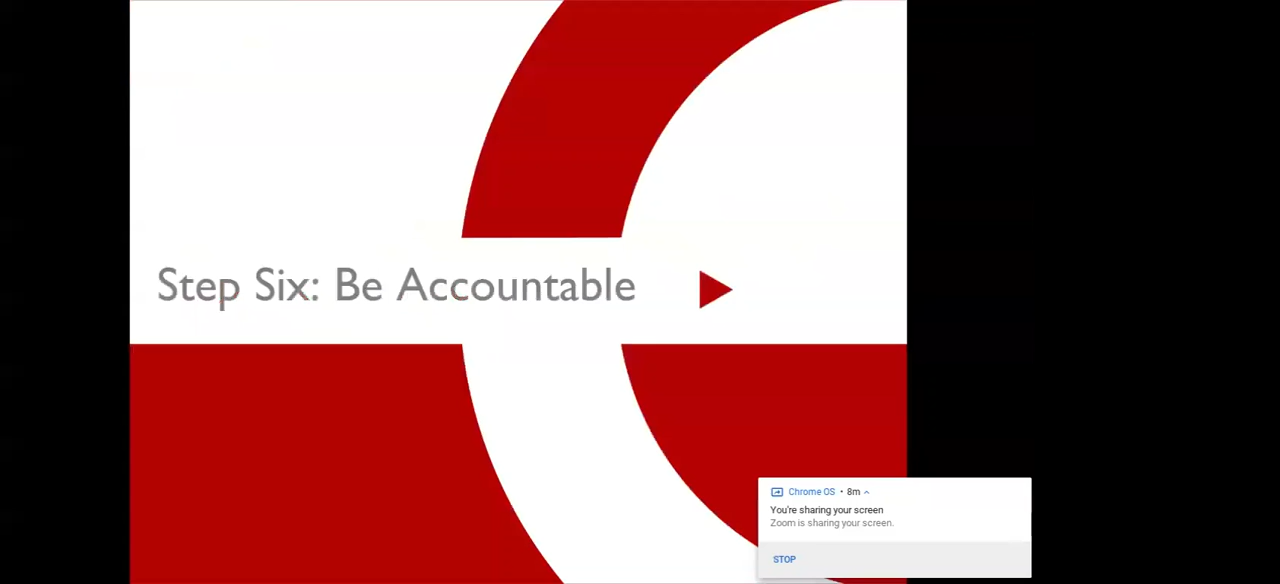 Step Six: Be Accountable
Chrome OS • 8m
You're sharing your screen
Zoom is sharing your screen.
STOP